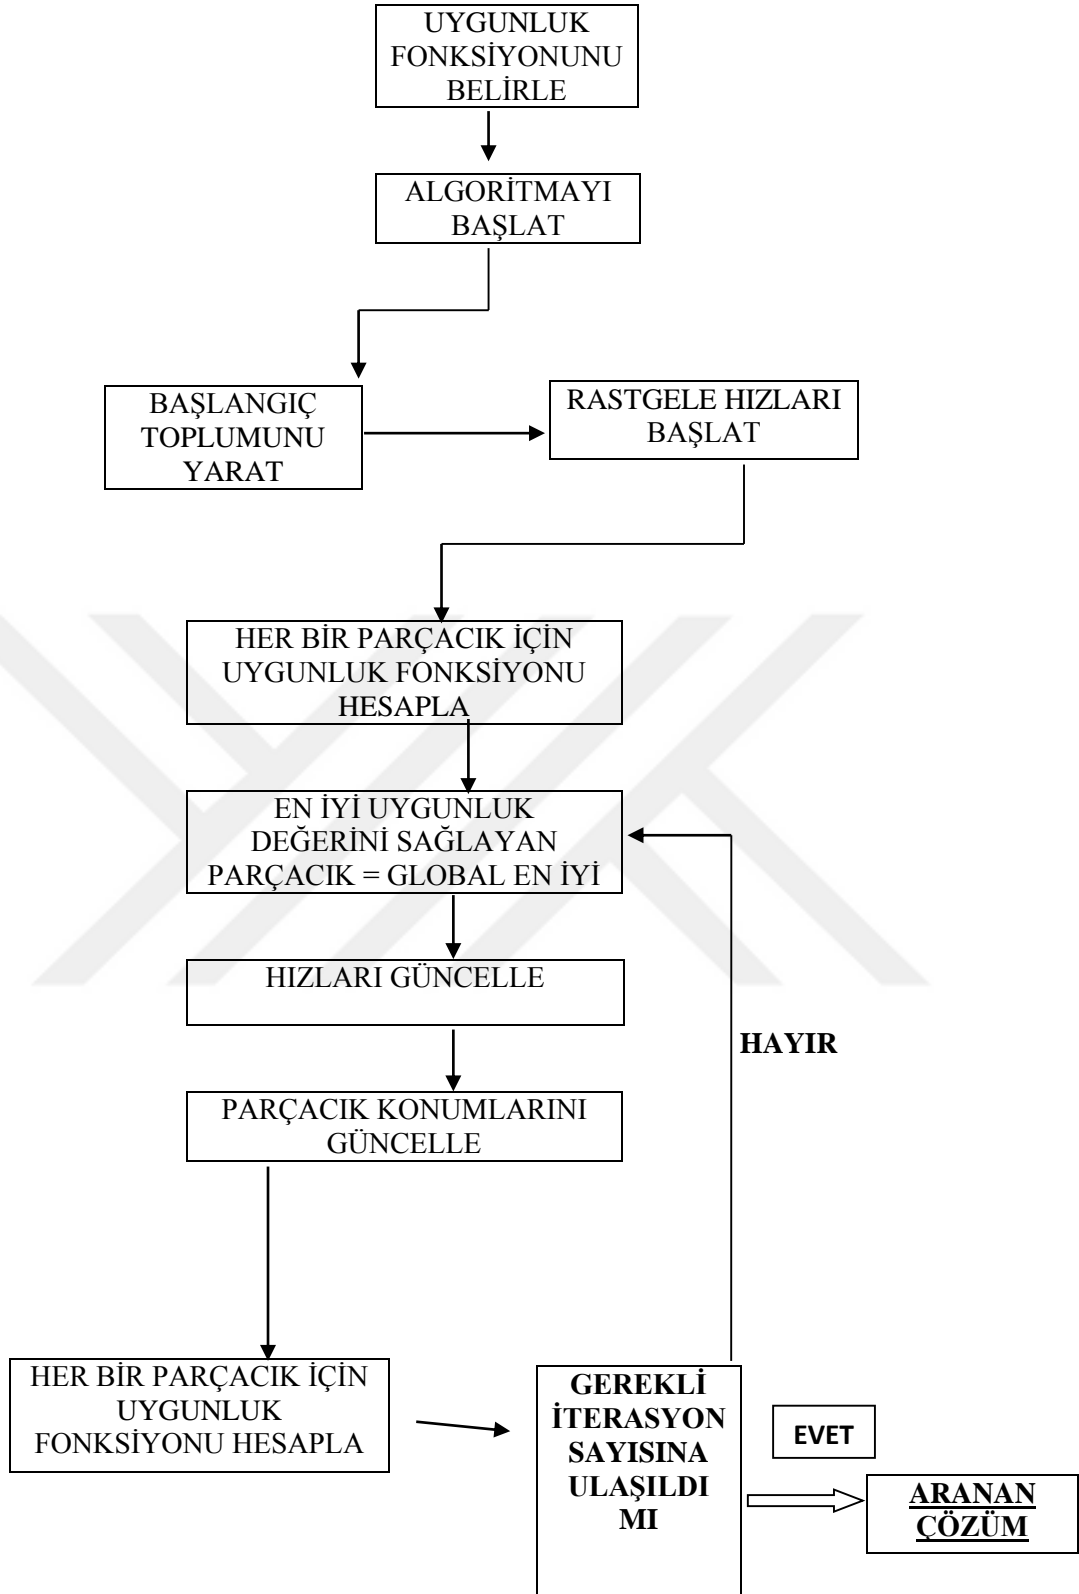 UYGUNLUK
FONKSİYONUNU
BELİRLE
ALGORİTMAYI
BAŞLAT
BAŞLANGIÇ
TOPLUMUNU
YARAT
RASTGELE HIZLARI
BAŞLAT
HER BİR PARÇACIK İÇİN
UYGUNLUK FONKSİYONU
HESAPLA
EN İYİ UYGUNLUK
DEĞERİNİ SAĞLAYAN
PARÇACIK = GLOBAL EN İYİ
HIZLARI GÜNCELLE
HAYIR
PARÇACIK KONUMLARINI
GÜNCELLE
HER BİR PARÇACIK İÇİN
UYGUNLUK
FONKSİYONU HESAPLA
GEREKLİ
İTERASYON
SAYISINA
ULAŞILDI
MI
EVET
ARANAN
ÇÖZÜM